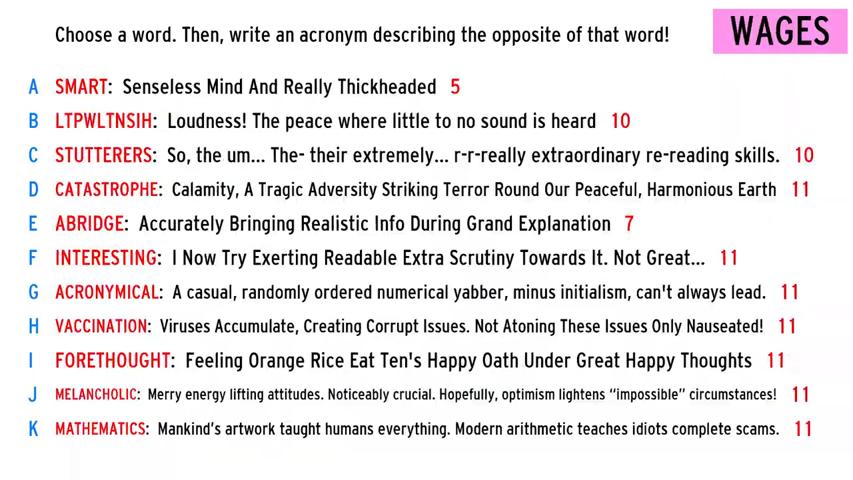 Choose a word. Then, write an acronym describing the opposite of that word!
WAGES
A SMART: Senseless Mind And Really Thickheaded 5
B LTPWLTNSIH: Loudness! The peace where little to no sound is heard 10
C STUTTERERS: So, the um... The- their extremely... r-r-really extraordinary re-reading skills. 10
D CATASTROPHE: Calamity, A Tragic Adversity Striking Terror Round Our Peaceful, Harmonious Earth 11
E ABRIDGE: Accurately Bringing Realistic Info During Grand Explanation 7
F INTERESTING: I Now Try Exerting Readable Extra Scrutiny Towards It. Not Great... 11
G ACRONYMICAL: A casual, randomly ordered numerical yabber, minus initialism, can't always lead. 11
H VACCINATION: Viruses Accumulate, Creating Corrupt Issues. Not Atoning These Issues Only Nauseated! 11
I FORETHOUGHT: Feeling Orange Rice Eat Ten's Happy Oath Under Great Happy Thoughts 11
J MELANCHOLIC: Merry energy lifting attitudes. Noticeably crucial. Hopefully, optimism lightens “impossible” circumstances! 11
K MATHEMATICS: Mankind's artwork taught humans everything. Modern arithmetic teaches idiots complete scams. 11